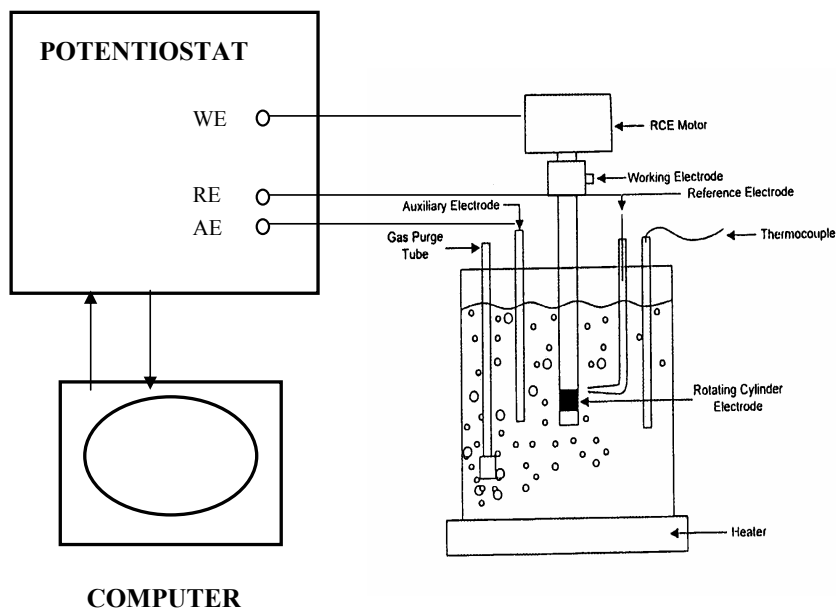 POTENTIOSTAT
WE
RE
AE
RCE Motor
Working Electrode
Reference Electrode
Auxiliary Electrode
Gas Purge
Tube
Thermocouple
Rotating Cylinder
Electrode
Heater
COMPUTER